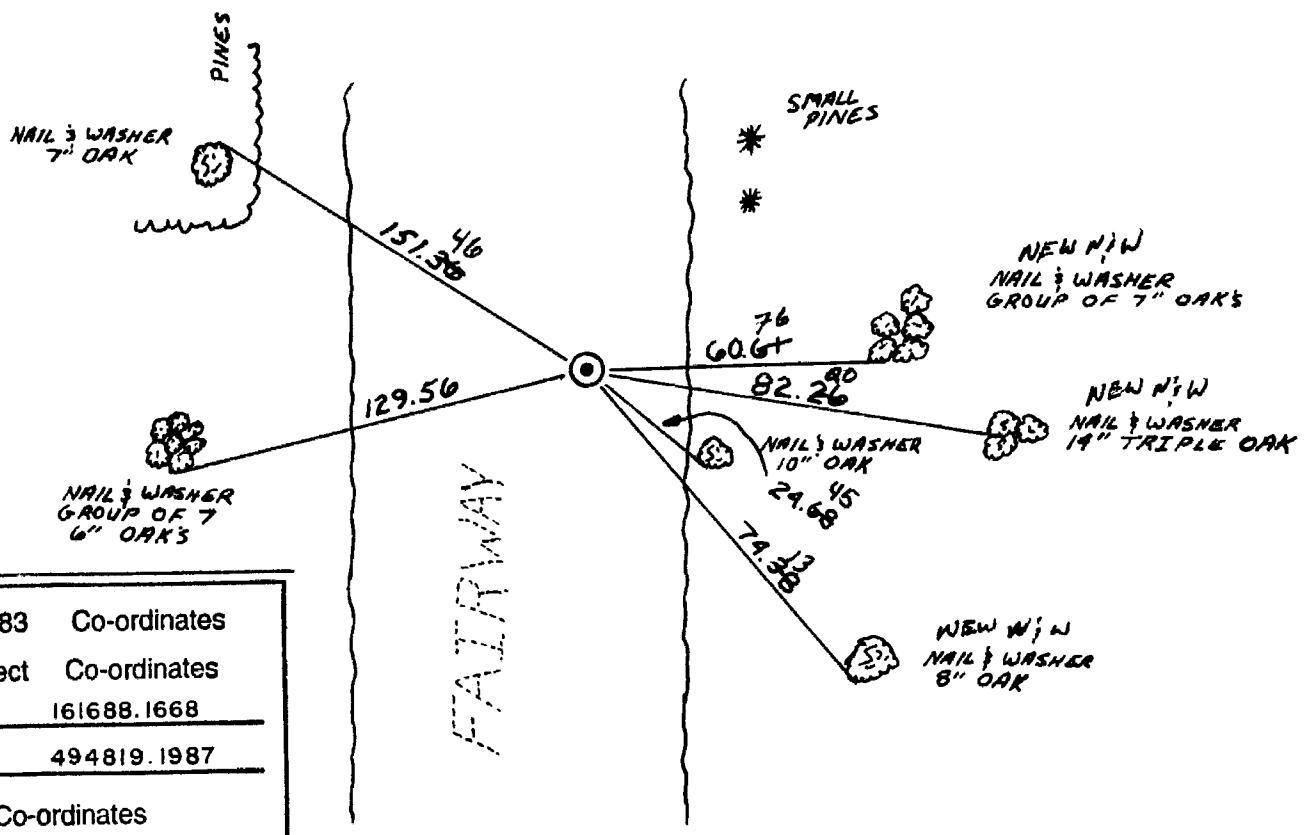 PINES
NAIL & WASHER
7" OAK
SMALL
PINES
46
151.36
NEW N & W
NAIL & WASHER
GROUP OF 7" OAK'S
76
60.61
90
82.26
129.56
NEW N & W
NAIL & WASHER
14" TRIPLE OAK
NAIL & WASHER
10" OAK
45
24.68
NAIL & WASHER
GROUP OF 7
6" OAK'S
13
74.38
FAIRWAY
NEW N & W
NAIL & WASHER
8" OAK
83 Co-ordinates
ect Co-ordinates
161688.1668
494819.1987
Co-ordinates